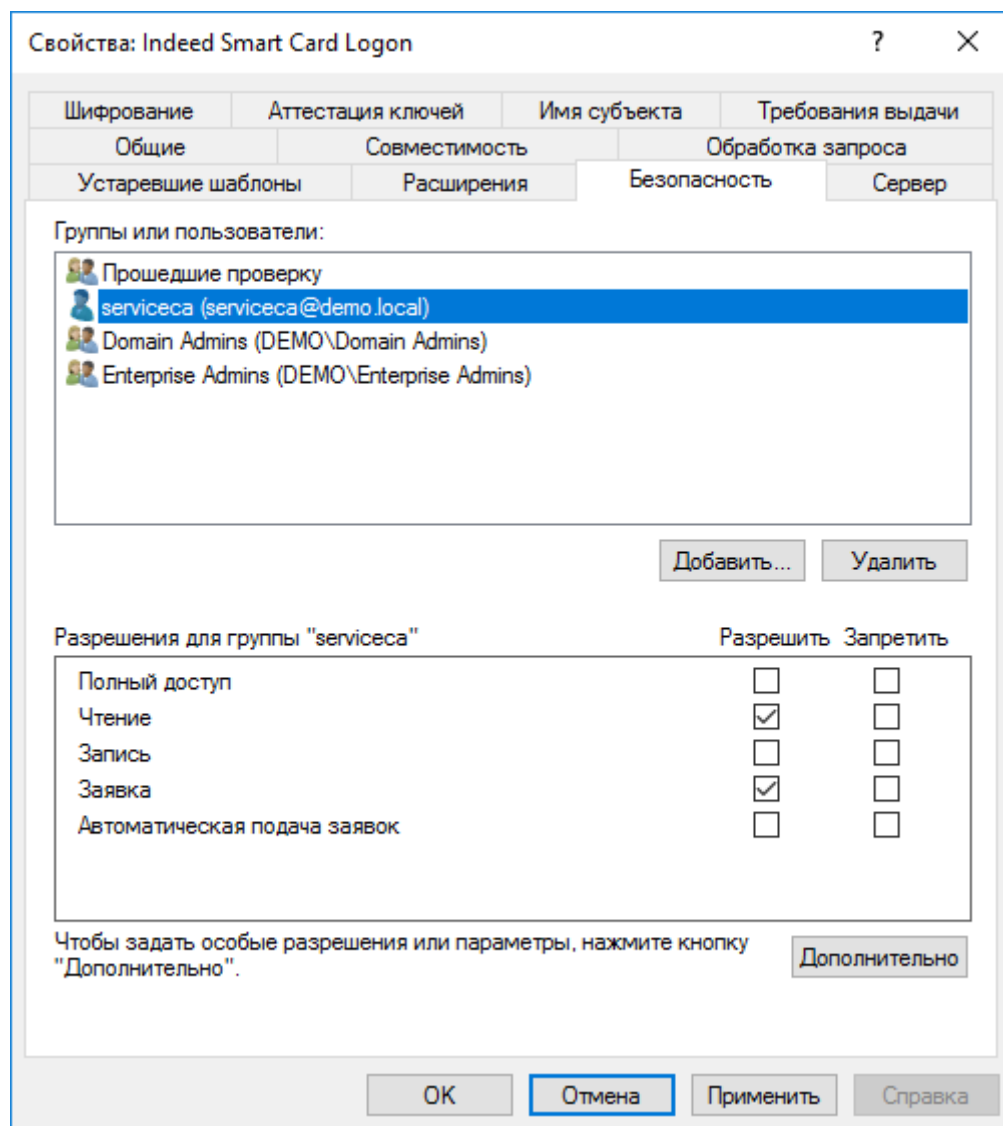 Свойства: Indeed Smart Card Logon ?
Шифрование Аттестация ключей Имя субъекта Требования выдачи
Общие Совместимость Обработка запроса
Устаревшие шаблоны Расширения Безопасность Сервер
Группы или пользователи:
Прошедшие проверку
serviceca (serviceca@demo.local)
Domain Admins (DEMO\Domain Admins)
Enterprise Admins (DEMO\Enterprise Admins)
Добавить... Удалить
Разрешения для группы "serviceca" Разрешить Запретить
Полный доступ
Чтение
Запись
Заявка
Автоматическая подача заявок
Чтобы задать особые разрешения или параметры, нажмите кнопку
"Дополнительно".
Дополнительно
OK Отмена Применить Справка